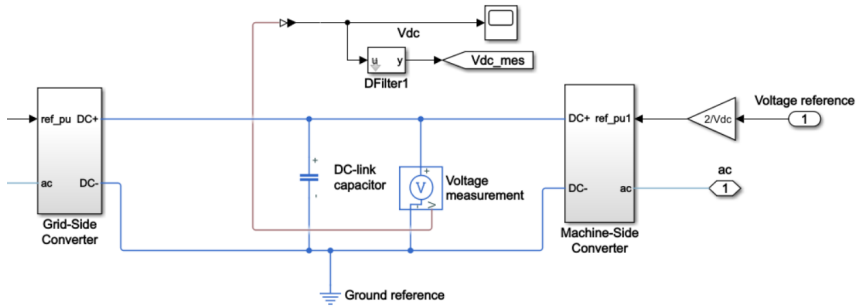 Vdc
u
y
Vdc_mes
DFilter1
ref_pu
DC+
ac
DC-
Grid-Side
Converter
+
-
DC-link
capacitor
+
V
-
V
Voltage
measurement
DC+
ref_pu1
DC-
ac
Machine-Side
Converter
2/Vdc
Voltage reference
1
ac
1
Ground reference